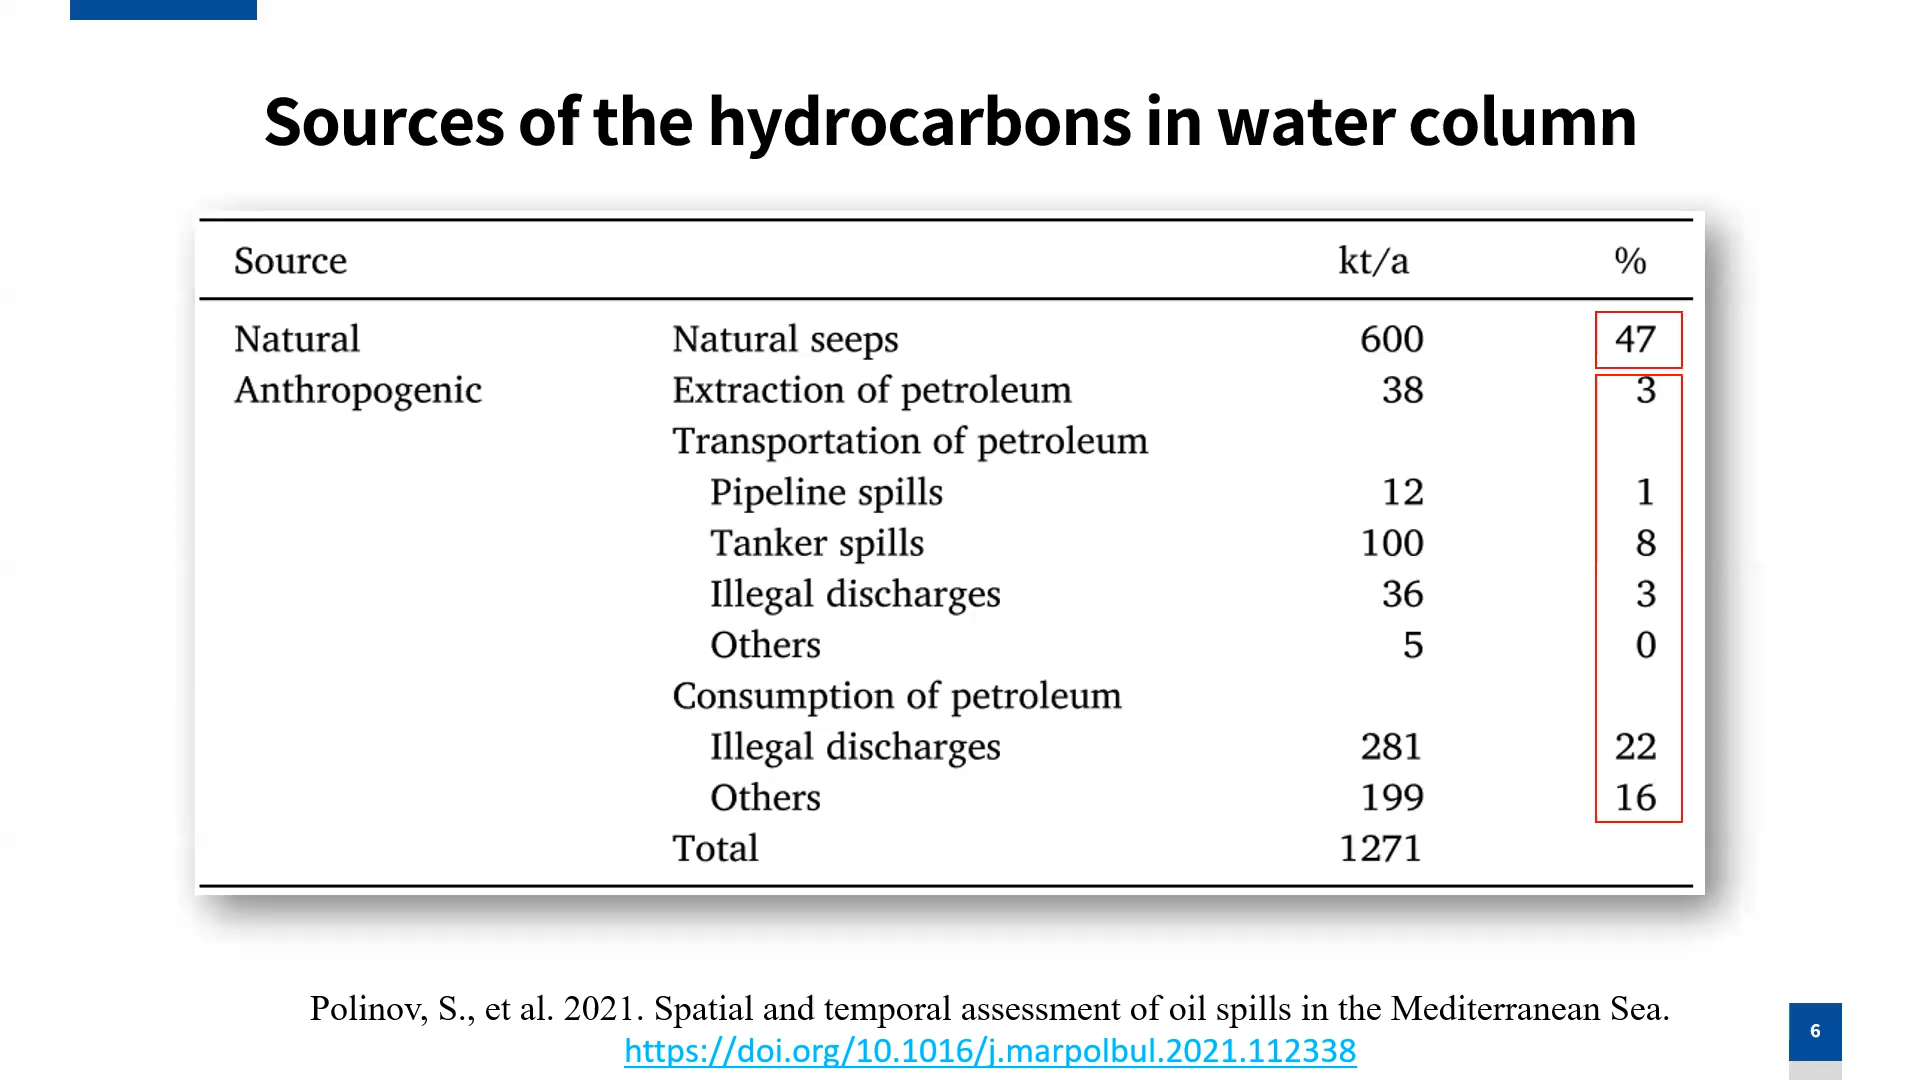 Sources of the hydrocarbons in water column
Source kt/a %
Natural Natural seeps 600 47
Anthropogenic Extraction of petroleum 38 3
Transportation of petroleum
Pipeline spills 12 1
Tanker spills 100 8
Illegal discharges 36 3
Others 5 0
Consumption of petroleum
Illegal discharges 281 22
Others 199 16
Total 1271
Polinov, S., et al. 2021. Spatial and temporal assessment of oil spills in the Mediterranean Sea.
https://doi.org/10.1016/j.marpolbul.2021.112338
6